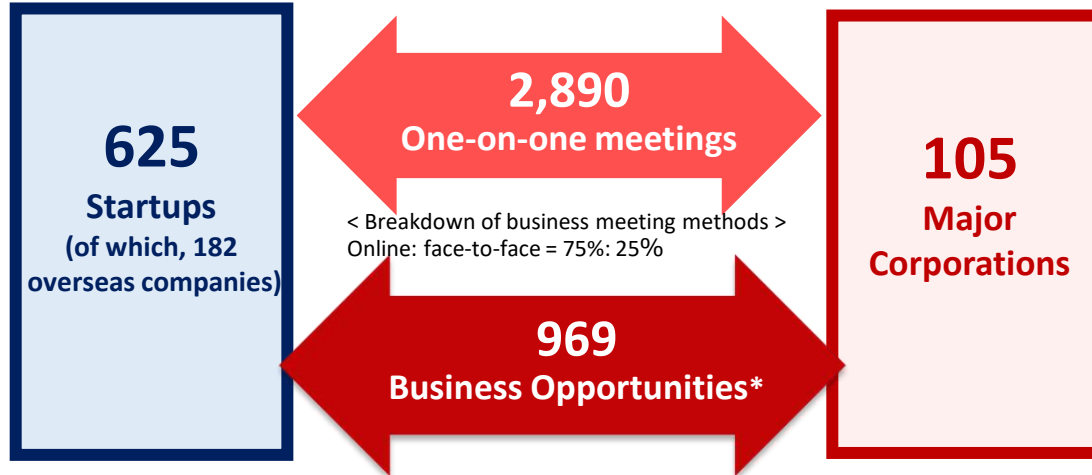 625
Startups
(of which, 182
overseas companies)
2,890
One-on-one meetings
< Breakdown of business meeting methods >
Online: face-to-face = 75%: 25%
969
Business Opportunities*
105
Major
Corporations